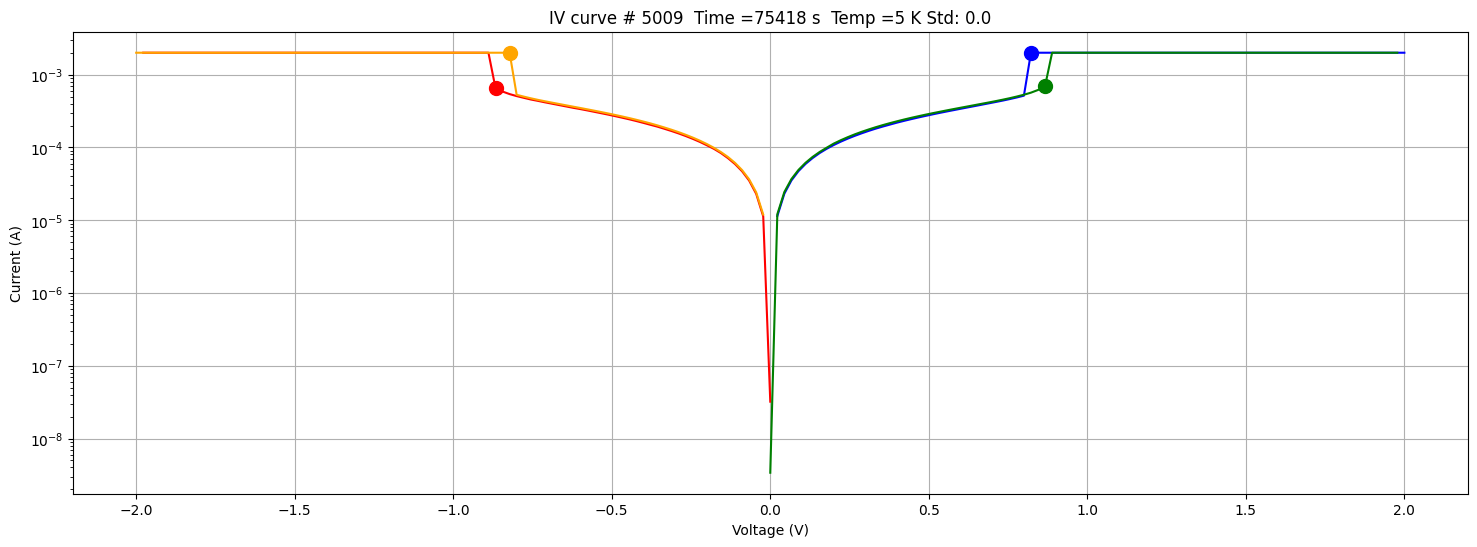 IV curve # 5009  Time =75418 s  Temp =5 K Std: 0.0
Current (A)
10⁻³
10⁻⁴
10⁻⁵
10⁻⁶
10⁻⁷
10⁻⁸
−2.0 −1.5 −1.0 −0.5 0.0 0.5 1.0 1.5 2.0
Voltage (V)